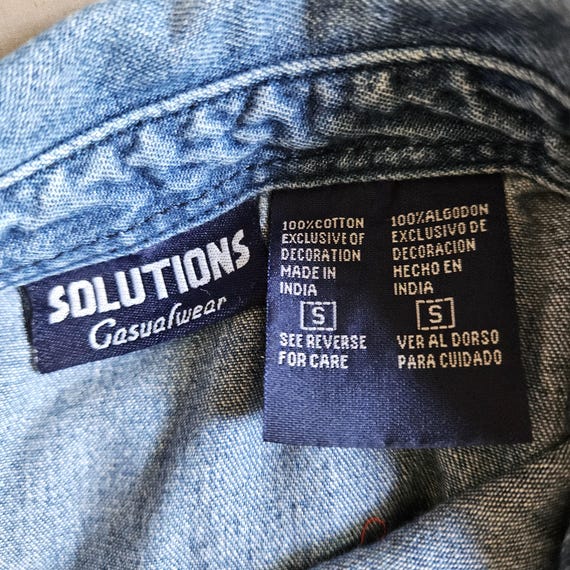 SOLUTIONS
Casualwear
100%COTTON
EXCLUSIVE OF
DECORATION
MADE IN
INDIA
S
SEE REVERSE
FOR CARE
100%ALGODON
EXCLUSIVO DE
DECORACION
HECHO EN
INDIA
S
VER AL DORSO
PARA CUIDADO